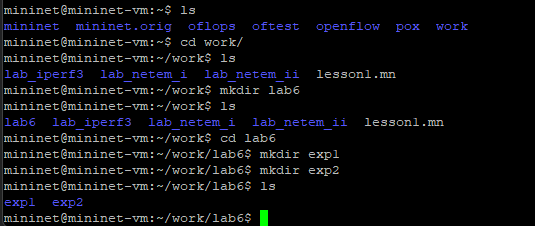 mininet@mininet-vm:~$ ls
mininet  mininet.orig  oflops  oftest  openflow  pox  work
mininet@mininet-vm:~$ cd work/
mininet@mininet-vm:~/work$ ls
lab_iperf3  lab_netem_i  lab_netem_ii  lesson1.mn
mininet@mininet-vm:~/work$ mkdir lab6
mininet@mininet-vm:~/work$ ls
lab6  lab_iperf3  lab_netem_i  lab_netem_ii  lesson1.mn
mininet@mininet-vm:~/work$ cd lab6
mininet@mininet-vm:~/work/lab6$ mkdir exp1
mininet@mininet-vm:~/work/lab6$ mkdir exp2
mininet@mininet-vm:~/work/lab6$ ls
exp1  exp2
mininet@mininet-vm:~/work/lab6$